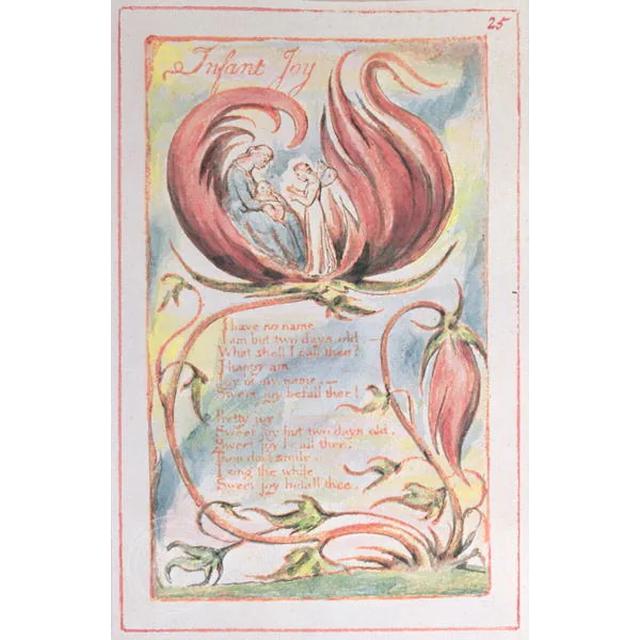 25
Infant Joy
I have no name
I am but two days old —
What shall I call thee?
I happy am
Joy is my name —
Sweet joy befall thee!
Pretty joy
Sweet joy but two days old.
Sweet joy I call thee:
Thou dost smile.
I sing the while
Sweet joy befall thee.